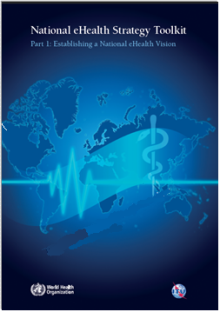 National eHealth Strategy Toolkit
Part 1: Establishing a National eHealth Vision
World Health
Organization